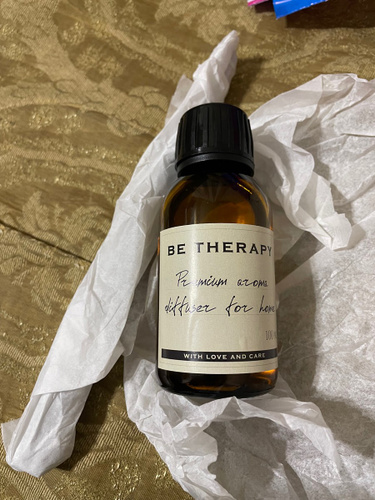 BE THERAPY
Premium aroma
diffuser for home
WITH LOVE AND CARE